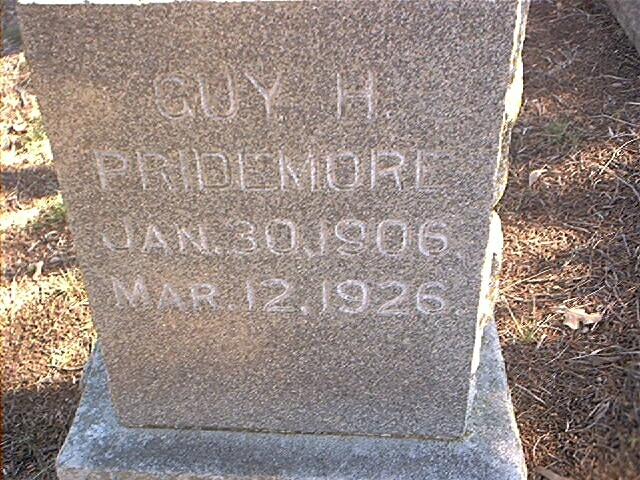 GUY H.
PRIDEMORE
JAN. 30, 1906.
MAR. 12, 1926.